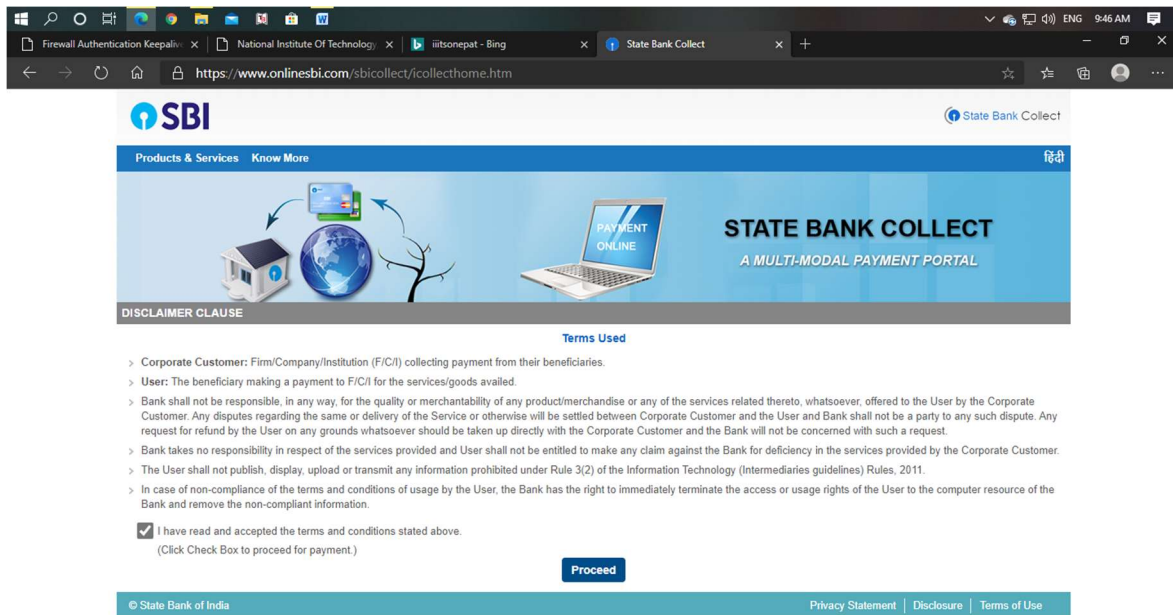 ENG 9:46 AM
Firewall Authentication Keepaliv
National Institute Of Technology
iiitsonepat - Bing
State Bank Collect
https://www.onlinesbi.com/sbicollect/icollecthome.htm
SBI
State Bank Collect
Products & Services Know More
हिंदी
PAYMENT
ONLINE
STATE BANK COLLECT
A MULTI-MODAL PAYMENT PORTAL
DISCLAIMER CLAUSE
Terms Used
Corporate Customer: Firm/Company/Institution (F/C/I) collecting payment from their beneficiaries.
User: The beneficiary making a payment to F/C/I for the services/goods availed.
Bank shall not be responsible, in any way, for the quality or merchantability of any product/merchandise or any of the services related thereto, whatsoever, offered to the User by the Corporate
Customer. Any disputes regarding the same or delivery of the Service or otherwise will be settled between Corporate Customer and the User and Bank shall not be a party to any such dispute. Any
request for refund by the User on any grounds whatsoever should be taken up directly with the Corporate Customer and the Bank will not be concerned with such a request.
Bank takes no responsibility in respect of the services provided and User shall not be entitled to make any claim against the Bank for deficiency in the services provided by the Corporate Customer.
The User shall not publish, display, upload or transmit any information prohibited under Rule 3(2) of the Information Technology (Intermediaries guidelines) Rules, 2011.
In case of non-compliance of the terms and conditions of usage by the User, the Bank has the right to immediately terminate the access or usage rights of the User to the computer resource of the
Bank and remove the non-compliant information.
I have read and accepted the terms and conditions stated above.
(Click Check Box to proceed for payment.)
Proceed
© State Bank of India
Privacy Statement | Disclosure | Terms of Use